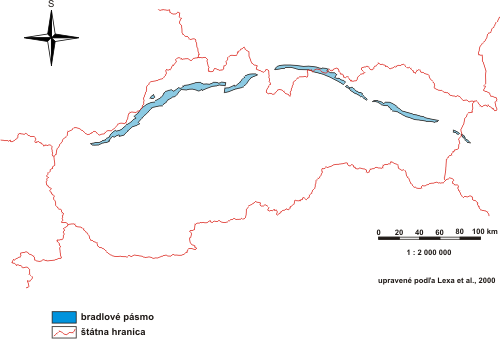 S
0 20 40 60 80 100 km
1 : 2 000 000
upravené podľa Lexa et al., 2000
bradlové pásmo
štátna hranica